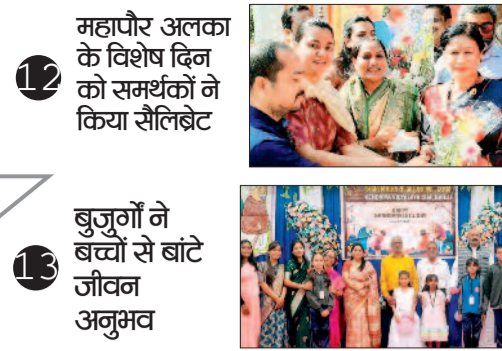 12
महापौर अलका
के विशेष दिन
को समर्थकों ने
किया सैलिब्रेट
13
बुजुर्गों ने
बच्चों से बांटे
जीवन
अनुभव